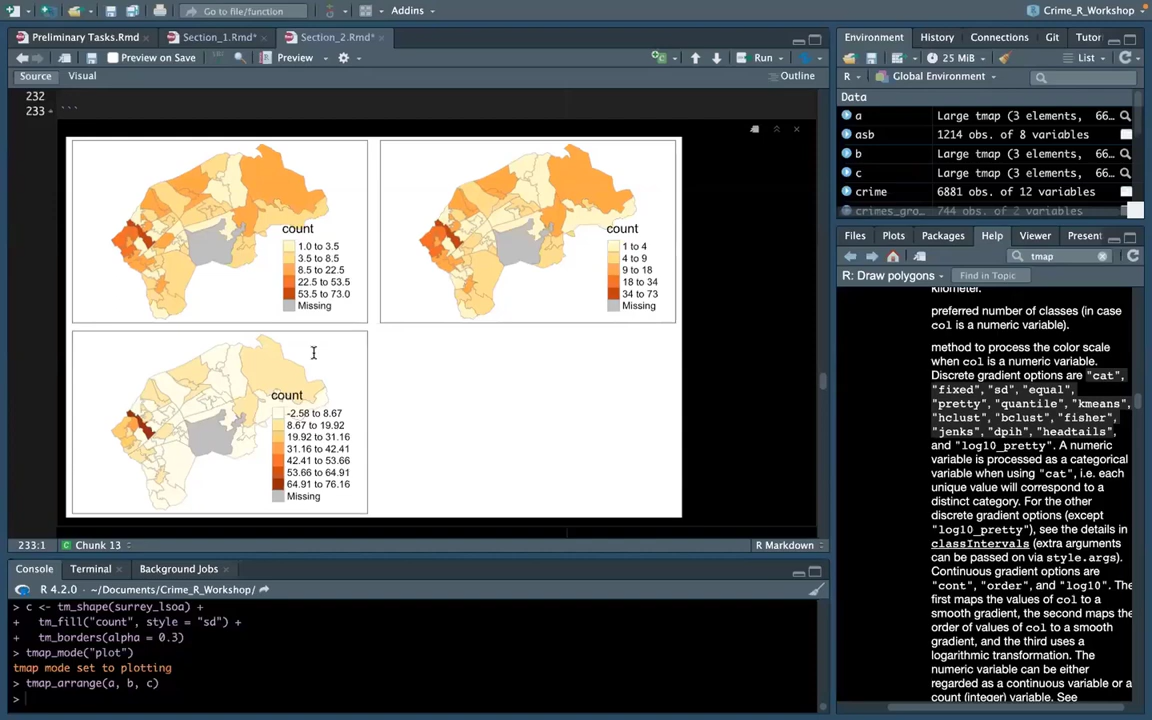 Go to file/function
Addins
Crime_R_Workshop
Preliminary Tasks.Rmd
Section_1.Rmd*
Section_2.Rmd*
Preview on Save
Preview
Run
Source
Visual
Outline
232
233
```
count
1.0 to 3.5
3.5 to 8.5
8.5 to 22.5
22.5 to 53.5
53.5 to 73.0
Missing
count
1 to 4
4 to 9
9 to 18
18 to 34
34 to 73
Missing
count
-2.58 to 8.67
8.67 to 19.92
19.92 to 31.16
31.16 to 42.41
42.41 to 53.66
53.66 to 64.91
64.91 to 76.16
Missing
233:1
Chunk 13
R Markdown
Console
Terminal
Background Jobs
R 4.2.0 · ~/Documents/Crime_R_Workshop/
> c <- tm_shape(surrey_lsoa) +
+ tm_fill("count", style = "sd") +
+ tm_borders(alpha = 0.3)
> tmap_mode("plot")
tmap mode set to plotting
> tmap_arrange(a, b, c)
>
Environment
History
Connections
Git
Tutor
25 MiB
List
R
Global Environment
Data
a Large tmap (3 elements, 66…
asb 1214 obs. of 8 variables
b Large tmap (3 elements, 66…
c Large tmap (3 elements, 66…
crime 6881 obs. of 12 variables
crimes_gro… 744 obs. of 2 variables
Files
Plots
Packages
Help
Viewer
Present
tmap
R: Draw polygons
Find in Topic
kilometer.
preferred number of classes (in case
col is a numeric variable).
method to process the color scale
when col is a numeric variable.
Discrete gradient options are "cat",
"fixed", "sd", "equal",
"pretty", "quantile", "kmeans",
"hclust", "bclust", "fisher",
"jenks", "dpih", "headtails",
and "log10_pretty". A numeric
variable is processed as a categorical
variable when using "cat", i.e. each
unique value will correspond to a
distinct category. For the other
discrete gradient options (except
"log10_pretty"), see the details in
classIntervals (extra arguments
can be passed on via style.args).
Continuous gradient options are
"cont", "order", and "log10". The
first maps the values of col to a
smooth gradient, the second maps the
order of values of col to a smooth
gradient, and the third uses a
logarithmic transformation. The
numeric variable can be either
regarded as a continuous variable or a
count (integer) variable. See